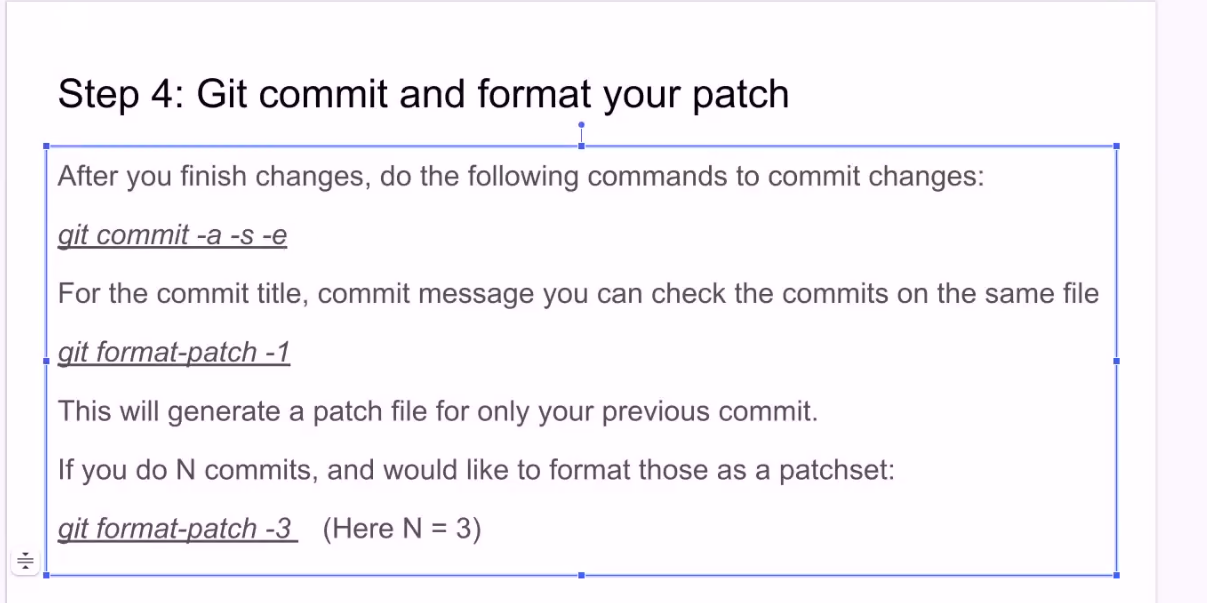 Step 4: Git commit and format your patch
After you finish changes, do the following commands to commit changes:
git commit -a -s -e
For the commit title, commit message you can check the commits on the same file
git format-patch -1
This will generate a patch file for only your previous commit.
If you do N commits, and would like to format those as a patchset:
git format-patch -3 (Here N = 3)